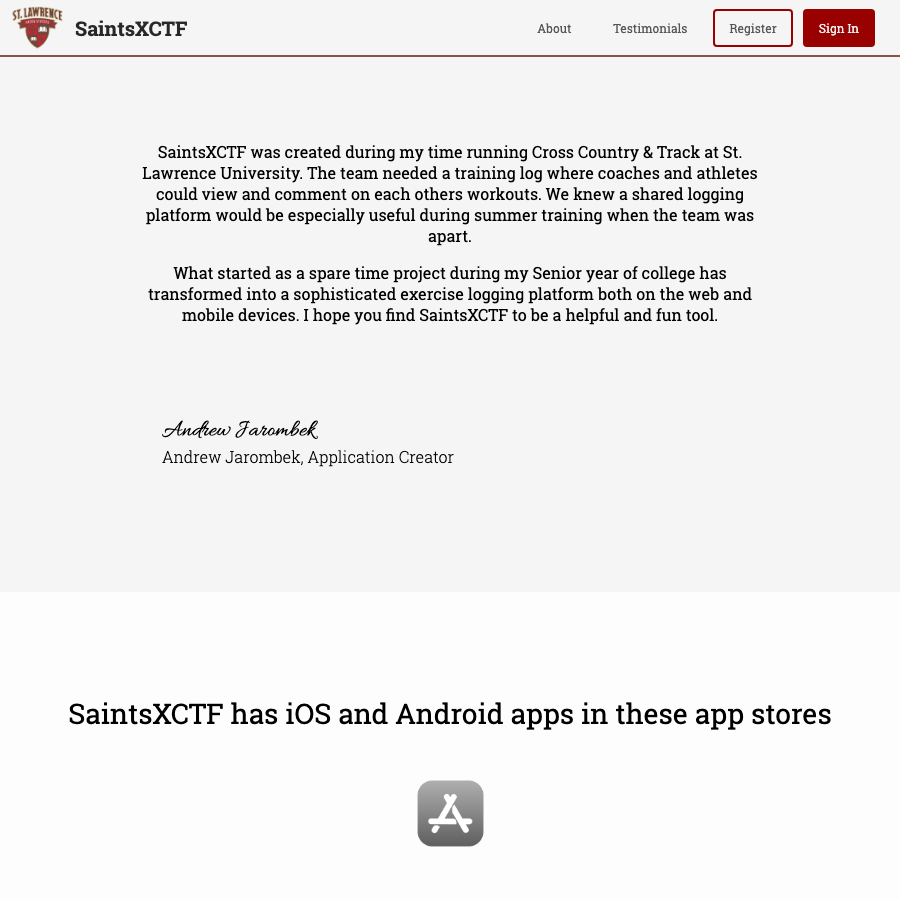 ST. LAWRENCE
SaintsXCTF
About
Testimonials
Register
Sign In
SaintsXCTF was created during my time running Cross Country & Track at St.
Lawrence University. The team needed a training log where coaches and athletes
could view and comment on each others workouts. We knew a shared logging
platform would be especially useful during summer training when the team was
apart.
What started as a spare time project during my Senior year of college has
transformed into a sophisticated exercise logging platform both on the web and
mobile devices. I hope you find SaintsXCTF to be a helpful and fun tool.
Andrew Jarombek
Andrew Jarombek, Application Creator
SaintsXCTF has iOS and Android apps in these app stores